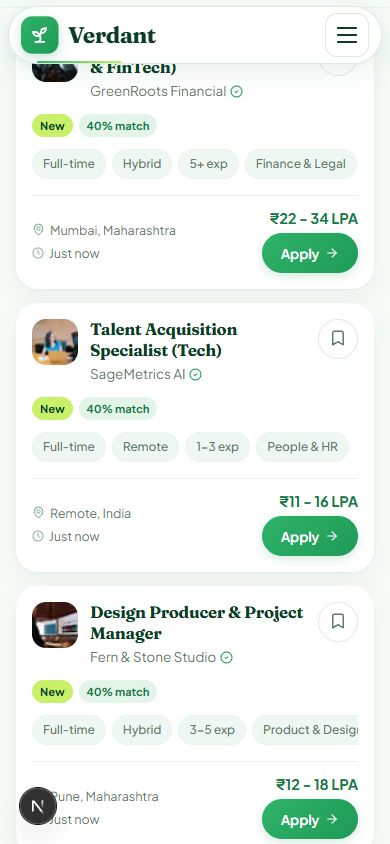 Verdant
& FinTech)
GreenRoots Financial
New 40% match
Full-time Hybrid 5+ exp Finance & Legal
₹22 – 34 LPA
Mumbai, Maharashtra
Just now
Apply
Talent Acquisition
Specialist (Tech)
SageMetrics AI
New 40% match
Full-time Remote 1–3 exp People & HR
₹11 – 16 LPA
Remote, India
Just now
Apply
Design Producer & Project
Manager
Fern & Stone Studio
New 40% match
Full-time Hybrid 3–5 exp Product & Design
₹12 – 18 LPA
Pune, Maharashtra
N Just now
Apply